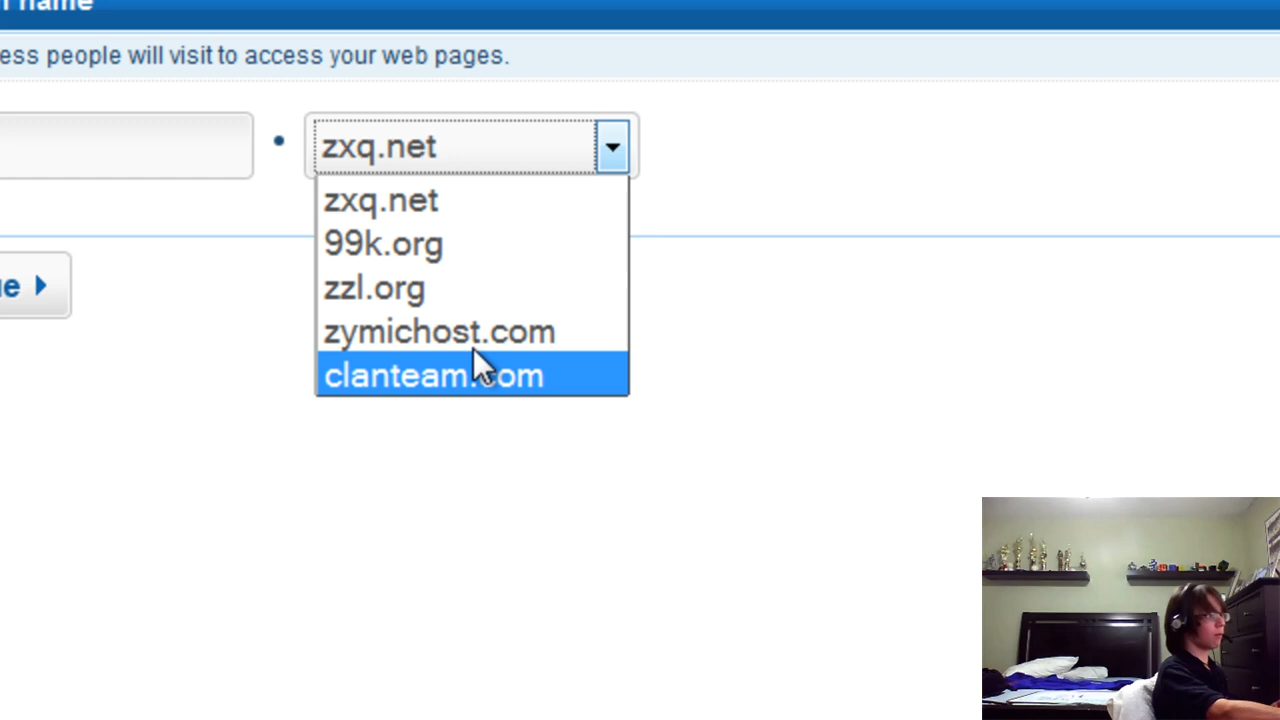 name
ess people will visit to access your web pages.
zxq.net
zxq.net
99k.org
zzl.org
zymichost.com
clanteam.com